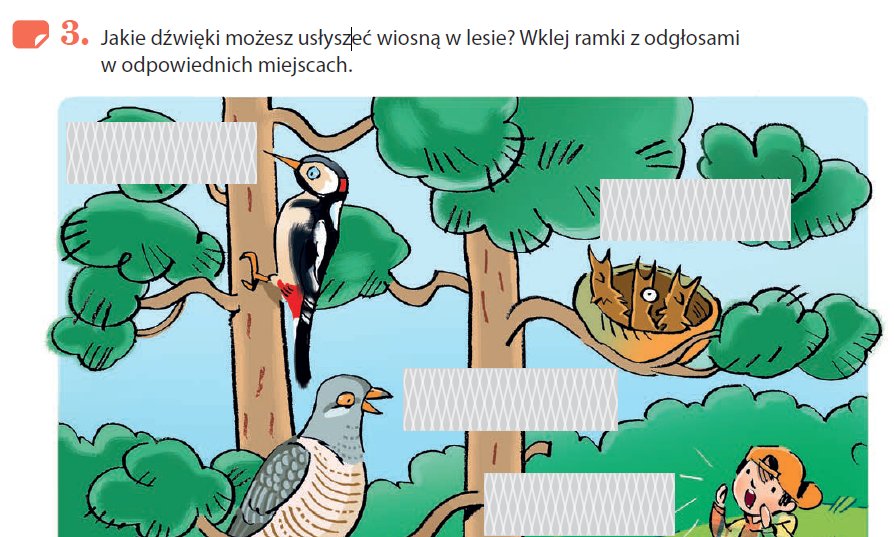 3. Jakie dźwięki możesz usłyszeć wiosną w lesie? Wklej ramki z odgłosami
w odpowiednich miejscach.